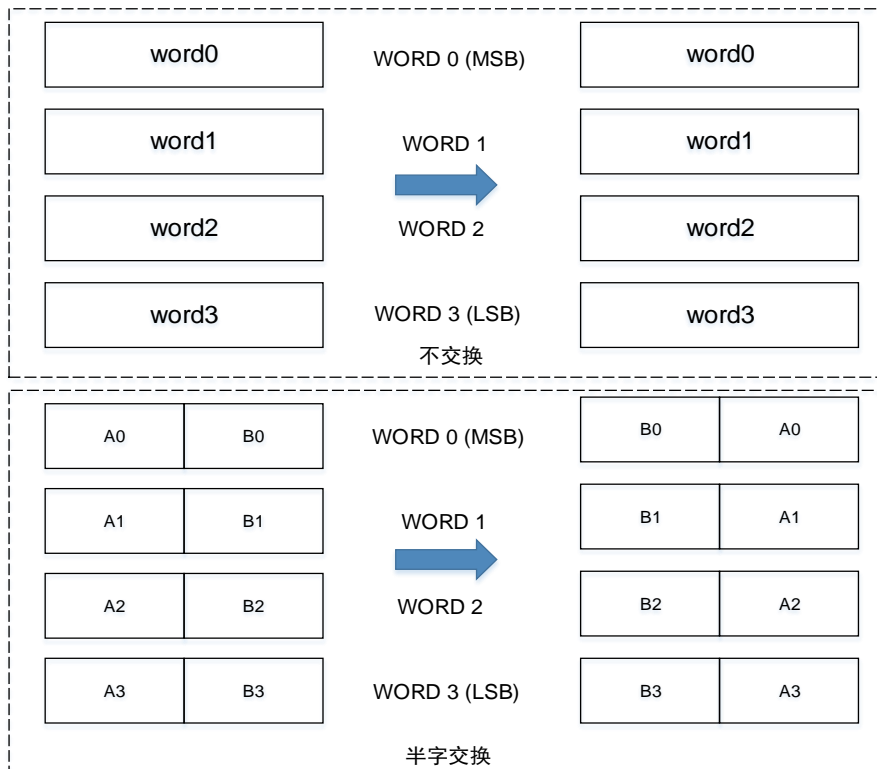 word0 WORD 0 (MSB) word0
word1 WORD 1 word1
word2 WORD 2 word2
word3 WORD 3 (LSB) word3
不交换
A0 B0 WORD 0 (MSB) B0 A0
A1 B1 WORD 1 B1 A1
A2 B2 WORD 2 B2 A2
A3 B3 WORD 3 (LSB) B3 A3
半字交换